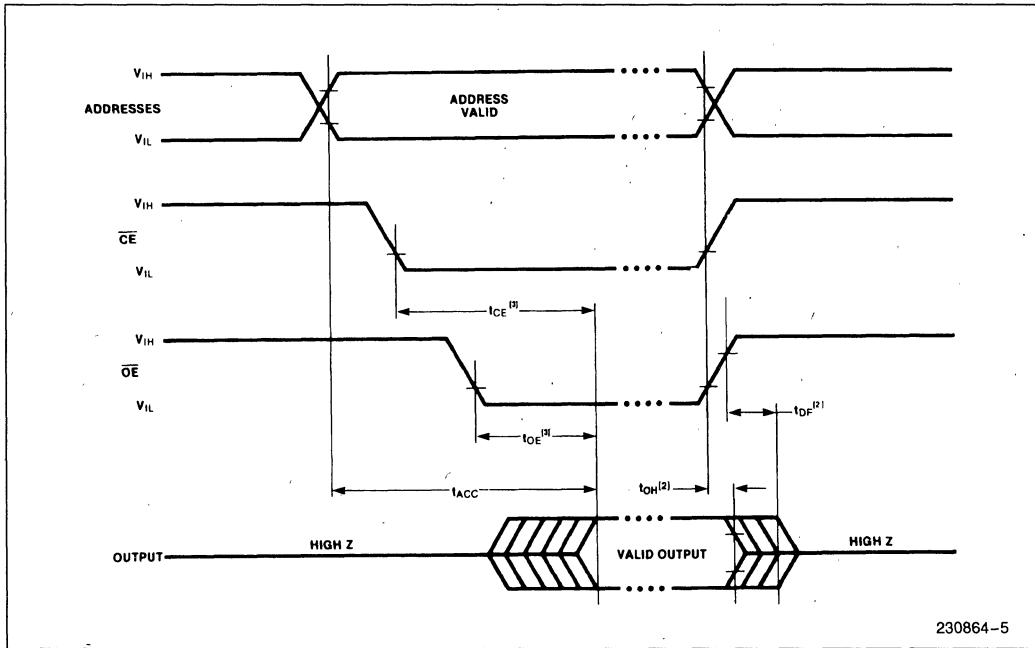 VIH
ADDRESSES
ADDRESS
VALID
VIL
VIH
CE
VIL
tCE[3]
VIH
OE
VIL
tDF[2]
tOE[3]
tACC
tOH[2]
OUTPUT
HIGH Z
VALID OUTPUT
HIGH Z
230864-5